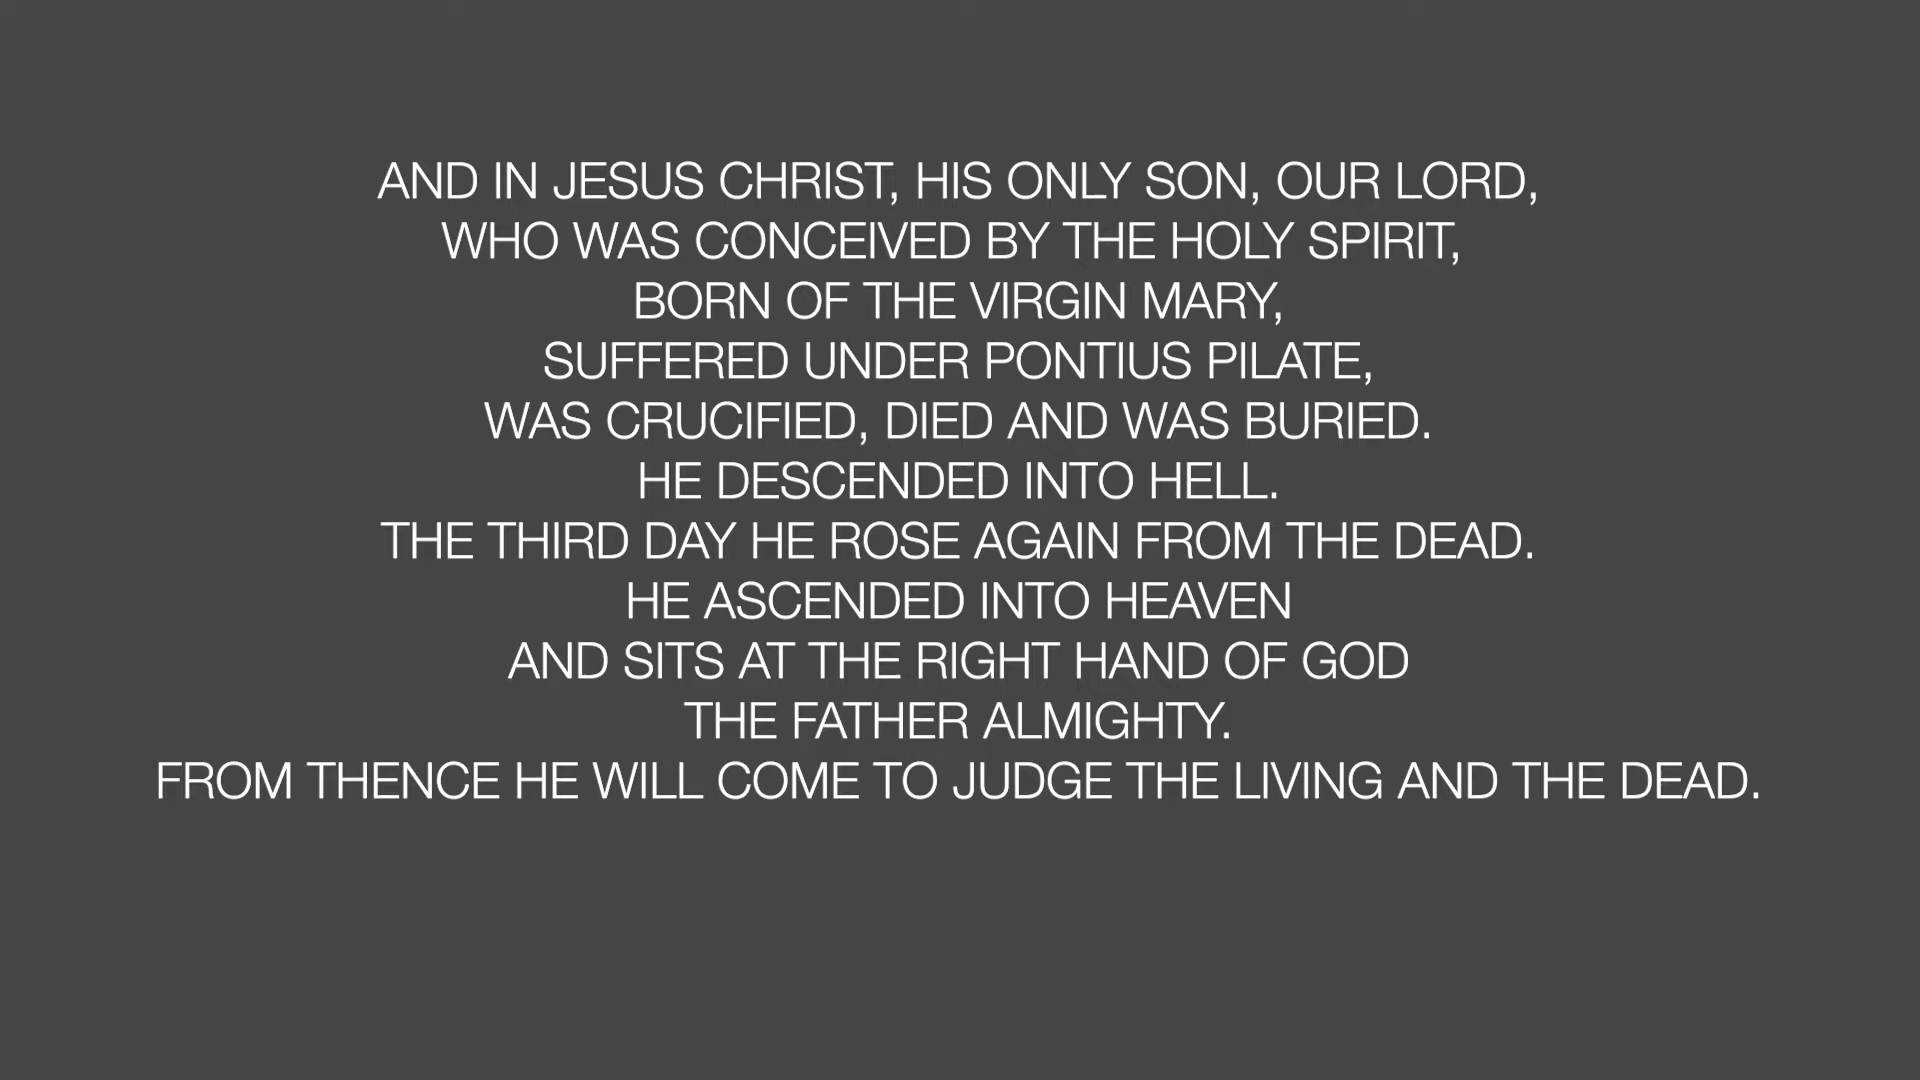 AND IN JESUS CHRIST, HIS ONLY SON, OUR LORD,
WHO WAS CONCEIVED BY THE HOLY SPIRIT,
BORN OF THE VIRGIN MARY,
SUFFERED UNDER PONTIUS PILATE,
WAS CRUCIFIED, DIED AND WAS BURIED.
HE DESCENDED INTO HELL.
THE THIRD DAY HE ROSE AGAIN FROM THE DEAD.
HE ASCENDED INTO HEAVEN
AND SITS AT THE RIGHT HAND OF GOD
THE FATHER ALMIGHTY.
FROM THENCE HE WILL COME TO JUDGE THE LIVING AND THE DEAD.